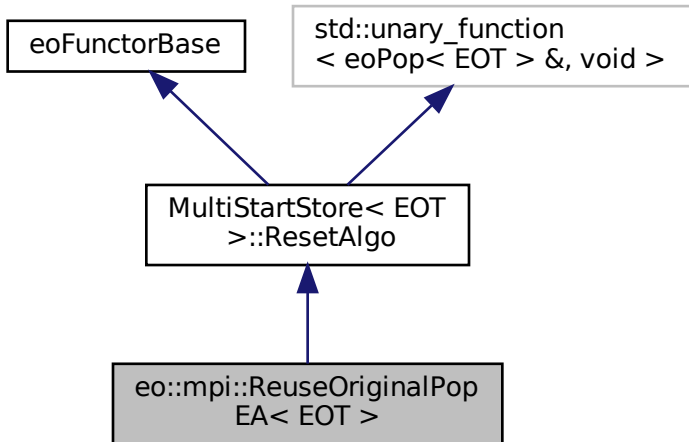 eoFunctorBase
std::unary_function
< eoPop< EOT > &, void >
MultiStartStore< EOT
>::ResetAlgo
eo::mpi::ReuseOriginalPop
EA< EOT >